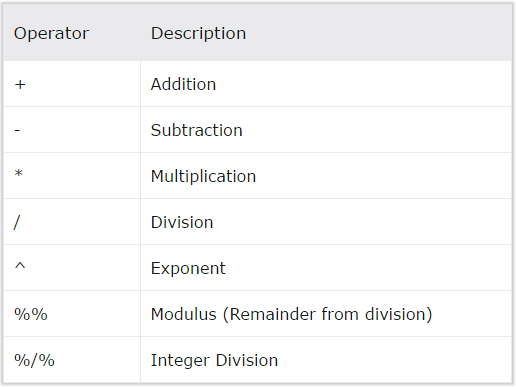 Operator Description
+ Addition
- Subtraction
* Multiplication
/ Division
^ Exponent
%% Modulus (Remainder from division)
%/% Integer Division